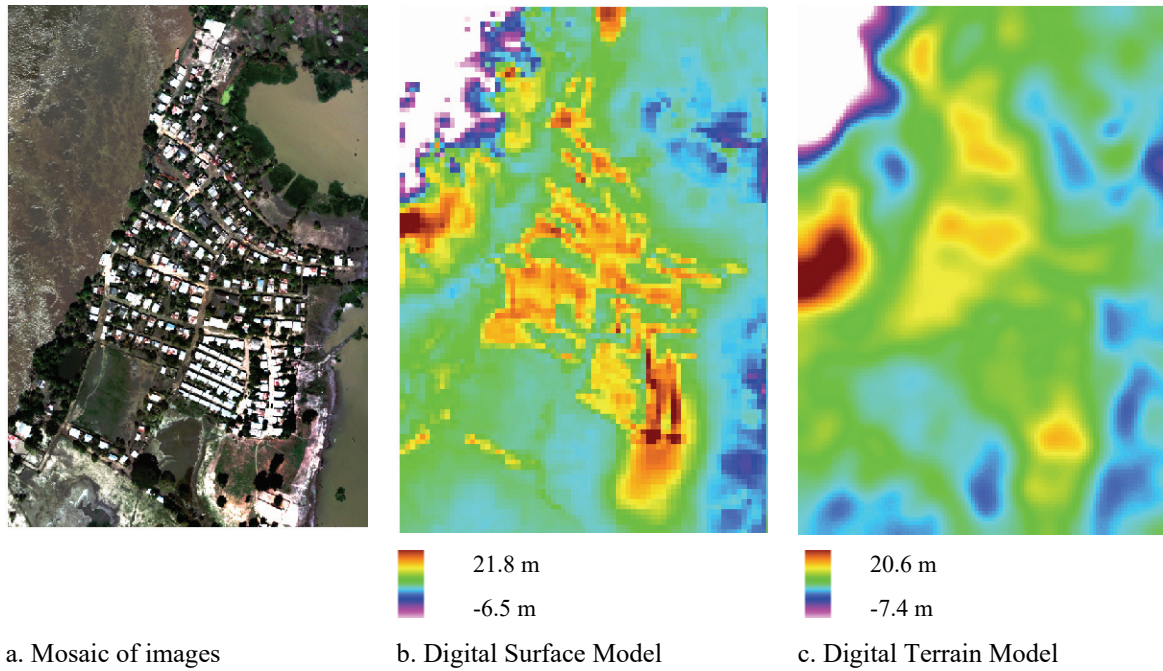 21.8 m
-6.5 m
20.6 m
-7.4 m
a. Mosaic of images
b. Digital Surface Model
c. Digital Terrain Model